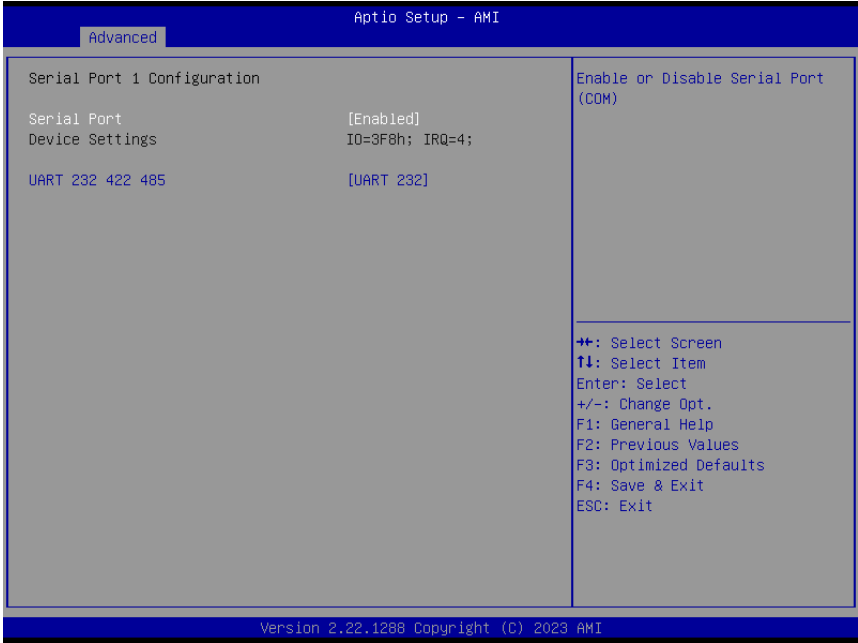 Aptio Setup – AMI
Advanced
Serial Port 1 Configuration
Serial Port [Enabled]
Device Settings IO=3F8h; IRQ=4;
UART 232 422 485 [UART 232]
Enable or Disable Serial Port
(COM)
→←: Select Screen
↑↓: Select Item
Enter: Select
+/-: Change Opt.
F1: General Help
F2: Previous Values
F3: Optimized Defaults
F4: Save & Exit
ESC: Exit
Version 2.22.1288 Copyright (C) 2023 AMI